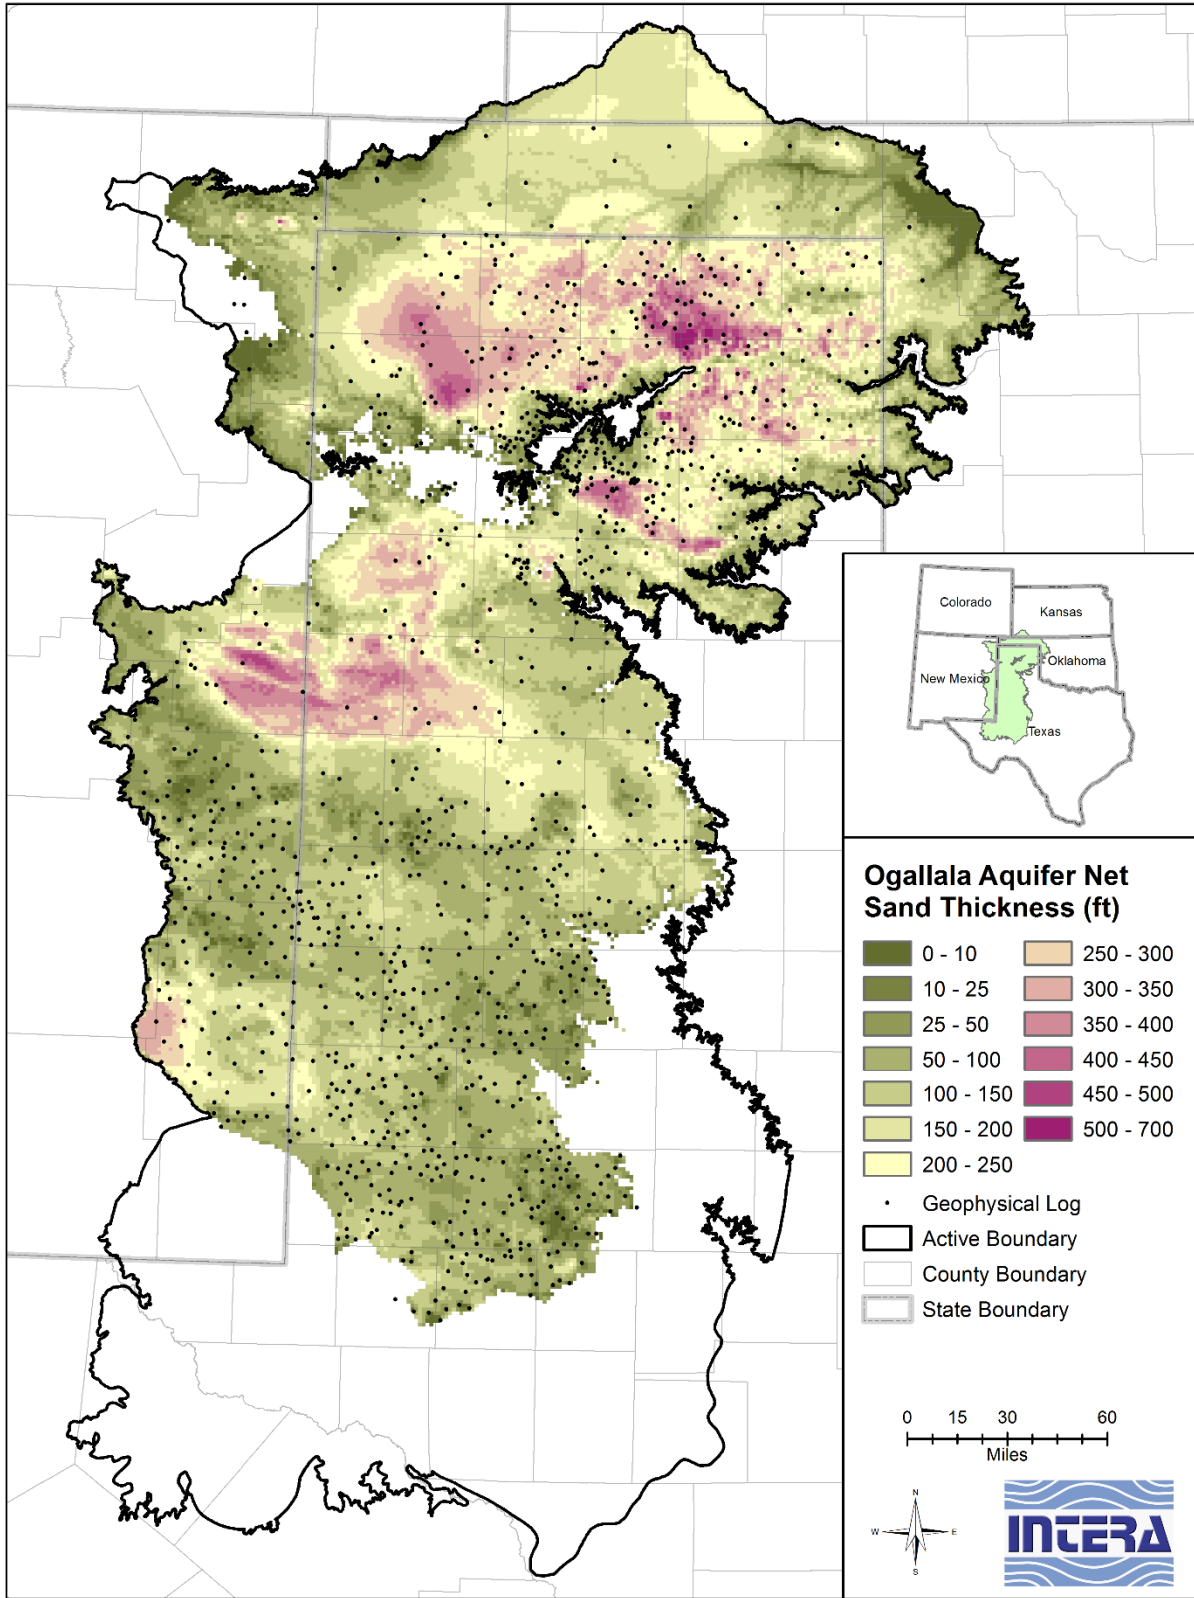 Colorado
Kansas
Oklahoma
New Mexico
Texas
Ogallala Aquifer Net
Sand Thickness (ft)
0 - 10
10 - 25
25 - 50
50 - 100
100 - 150
150 - 200
200 - 250
250 - 300
300 - 350
350 - 400
400 - 450
450 - 500
500 - 700
Geophysical Log
Active Boundary
County Boundary
State Boundary
0 15 30 60
Miles
N
W E
S
INTERA